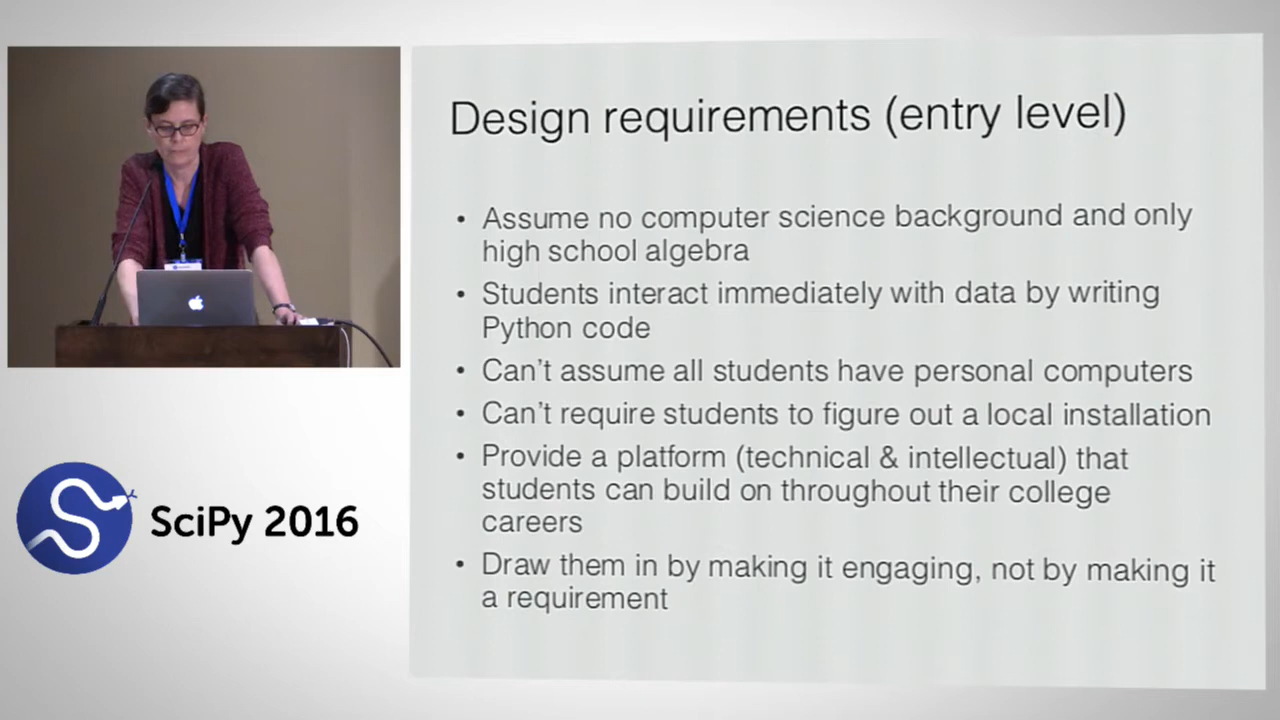 Design requirements (entry level)
• Assume no computer science background and only
high school algebra
• Students interact immediately with data by writing
Python code
• Can't assume all students have personal computers
• Can't require students to figure out a local installation
• Provide a platform (technical & intellectual) that
students can build on throughout their college
careers
• Draw them in by making it engaging, not by making it
a requirement
SciPy 2016